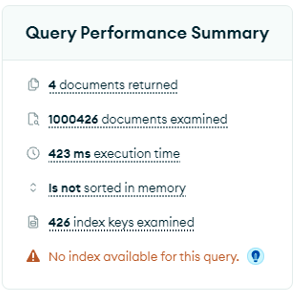 Query Performance Summary
4 documents returned
1000426 documents examined
423 ms execution time
Is not sorted in memory
426 index keys examined
No index available for this query.